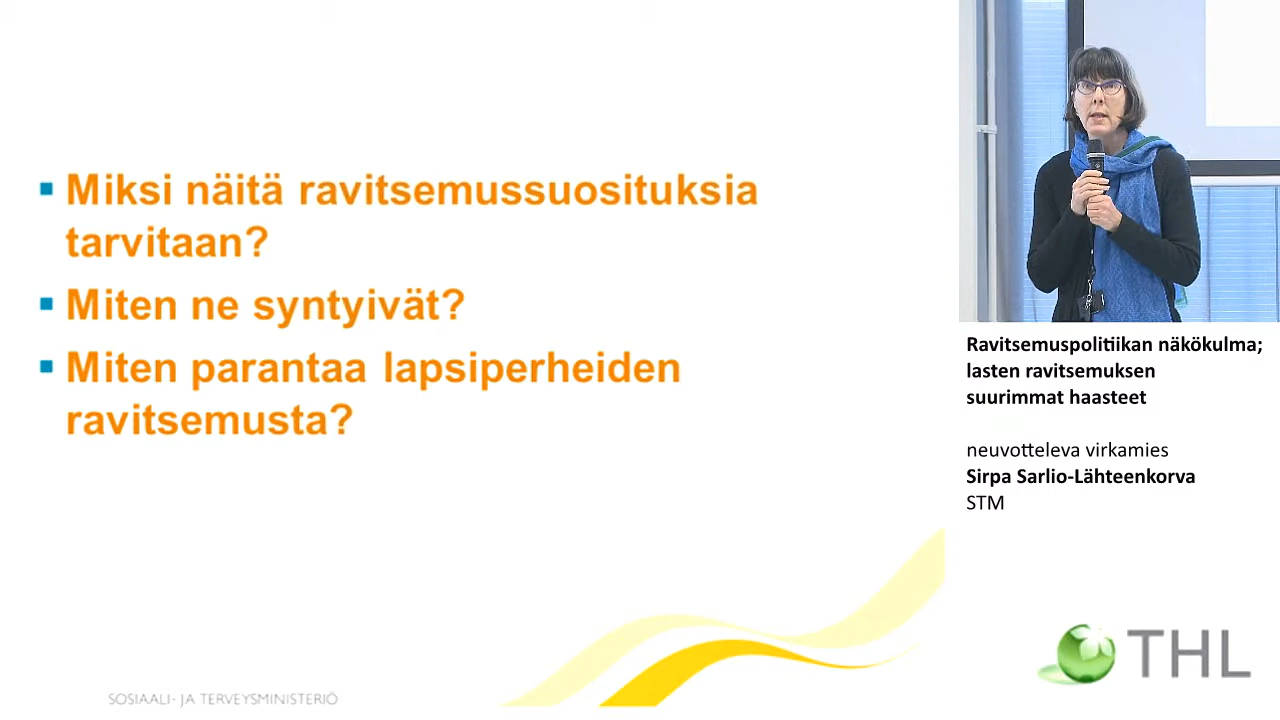 Miksi näitä ravitsemussuosituksia
tarvitaan?
Miten ne syntyivät?
Miten parantaa lapsiperheiden
ravitsemusta?
SOSIAALI- JA TERVEYSMINISTERIÖ
Ravitsemuspolitiikan näkökulma;
lasten ravitsemuksen
suurimmat haasteet
neuvotteleva virkamies
Sirpa Sarlio-Lähteenkorva
STM
THL